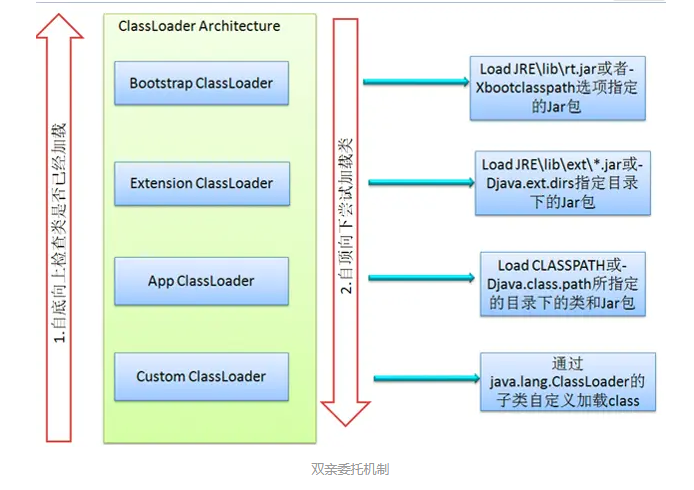 ClassLoader Architecture
1.自底向上检查类是否已经加载
2.自顶向下尝试加载类
Bootstrap ClassLoader
Load JRE\lib\rt.jar或者-
Xbootclasspath选项指定
的Jar包
Extension ClassLoader
Load JRE\lib\ext\*.jar或-
Djava.ext.dirs指定目录
下的Jar包
App ClassLoader
Load CLASSPATH或-
Djava.class.path所指定
的目录下的类和Jar包
Custom ClassLoader
通过
java.lang.ClassLoader的
子类自定义加载class
双亲委托机制